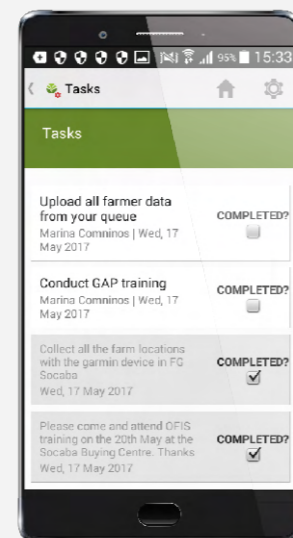 95% 15:33
Tasks
Tasks
Upload all farmer data
from your queue
COMPLETED?
Marina Comninos | Wed, 17
May 2017
Conduct GAP training
COMPLETED?
Marina Comninos | Wed, 17
May 2017
Collect all the farm locations
with the garmin device in FG
Socaba
COMPLETED?
Wed, 17 May 2017
Please come and attend OFIS
training on the 20th May at the
Socaba Buying Centre. Thanks
COMPLETED?
Wed, 17 May 2017